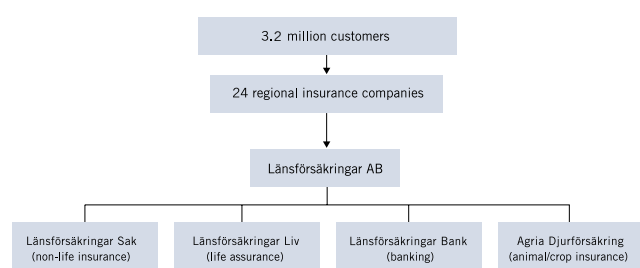 3.2 million customers
24 regional insurance companies
Länsförsäkringar AB
Länsförsäkringar Sak
(non-life insurance)
Länsförsäkringar Liv
(life assurance)
Länsförsäkringar Bank
(banking)
Agria Djurförsäkring
(animal/crop insurance)